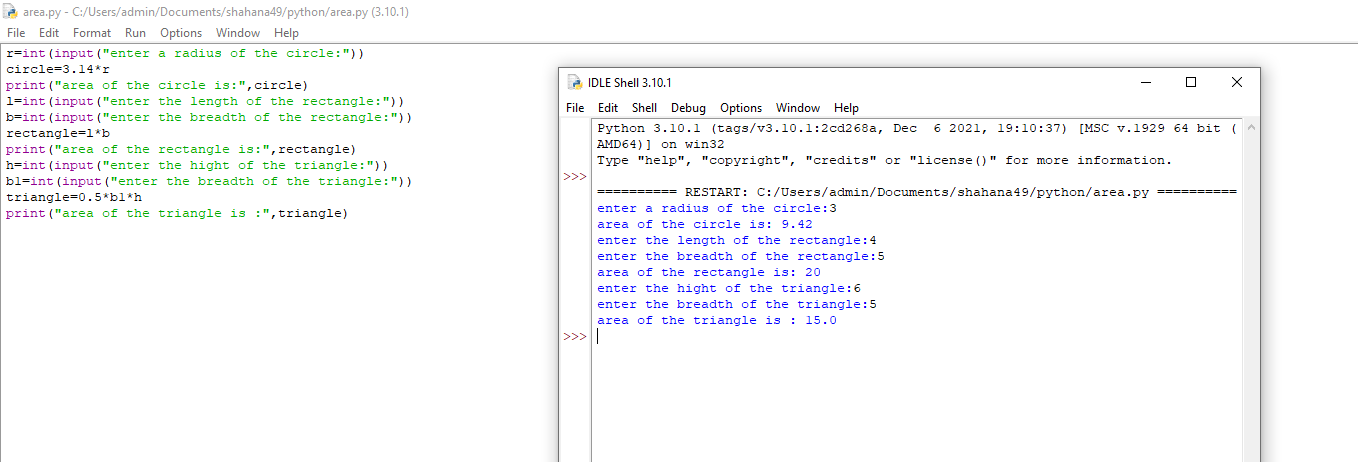 area.py - C:/Users/admin/Documents/shahana49/python/area.py (3.10.1)
File Edit Format Run Options Window Help
r=int(input("enter a radius of the circle:"))
circle=3.14*r
print("area of the circle is:",circle)
l=int(input("enter the length of the rectangle:"))
b=int(input("enter the breadth of the rectangle:"))
rectangle=l*b
print("area of the rectangle is:",rectangle)
h=int(input("enter the hight of the triangle:"))
b1=int(input("enter the breadth of the triangle:"))
triangle=0.5*b1*h
print("area of the triangle is :",triangle)
IDLE Shell 3.10.1
File Edit Shell Debug Options Window Help
Python 3.10.1 (tags/v3.10.1:2cd268a, Dec  6 2021, 19:10:37) [MSC v.1929 64 bit (
AMD64)] on win32
Type "help", "copyright", "credits" or "license()" for more information.
>>>
========== RESTART: C:/Users/admin/Documents/shahana49/python/area.py ==========
enter a radius of the circle:3
area of the circle is: 9.42
enter the length of the rectangle:4
enter the breadth of the rectangle:5
area of the rectangle is: 20
enter the hight of the triangle:6
enter the breadth of the triangle:5
area of the triangle is : 15.0
>>>